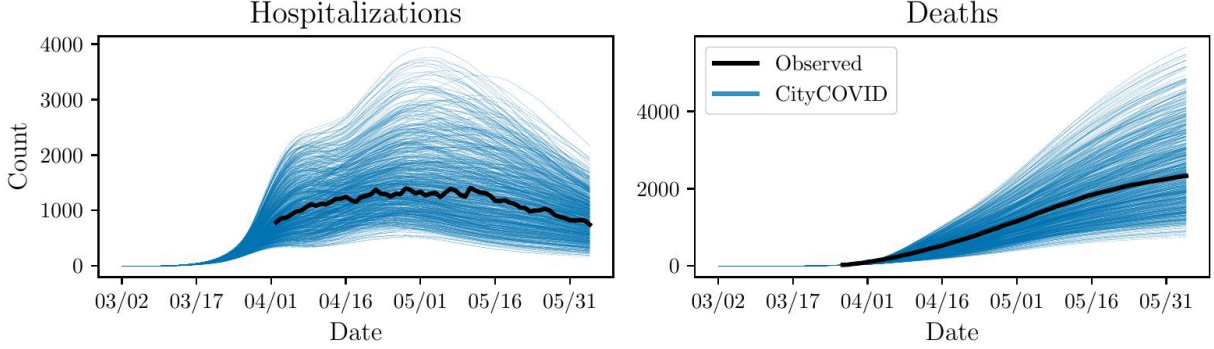 Hospitalizations
4000
3000
2000
1000
0
Count
03/02 03/17 04/01 04/16 05/01 05/16 05/31
Date
Deaths
Observed
CityCOVID
4000
2000
0
03/02 03/17 04/01 04/16 05/01 05/16 05/31
Date